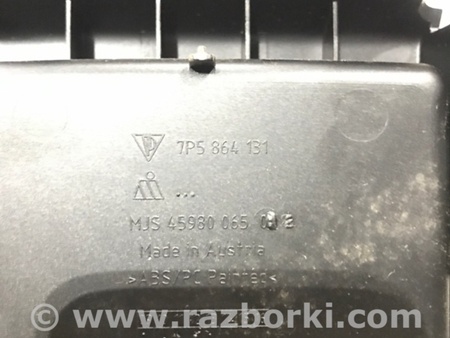 7P5 864 131
...
MJS 45980 065
Made in Austria
>ABS/PC Painted<
www.razborki.com